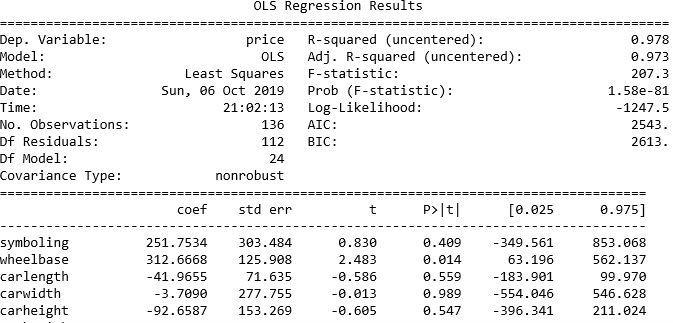 OLS Regression Results
==============================================================================
Dep. Variable: price R-squared (uncentered): 0.978
Model: OLS Adj. R-squared (uncentered): 0.973
Method: Least Squares F-statistic: 207.3
Date: Sun, 06 Oct 2019 Prob (F-statistic): 1.58e-81
Time: 21:02:13 Log-Likelihood: -1247.5
No. Observations: 136 AIC: 2543.
Df Residuals: 112 BIC: 2613.
Df Model: 24
Covariance Type: nonrobust
==============================================================================
coef std err t P>|t| [0.025 0.975]
------------------------------------------------------------------------------
symboling 251.7534 303.484 0.830 0.409 -349.561 853.068
wheelbase 312.6668 125.908 2.483 0.014 63.196 562.137
carlength -41.9655 71.635 -0.586 0.559 -183.901 99.970
carwidth -3.7090 277.755 -0.013 0.989 -554.046 546.628
carheight -92.6587 153.269 -0.605 0.547 -396.341 211.024